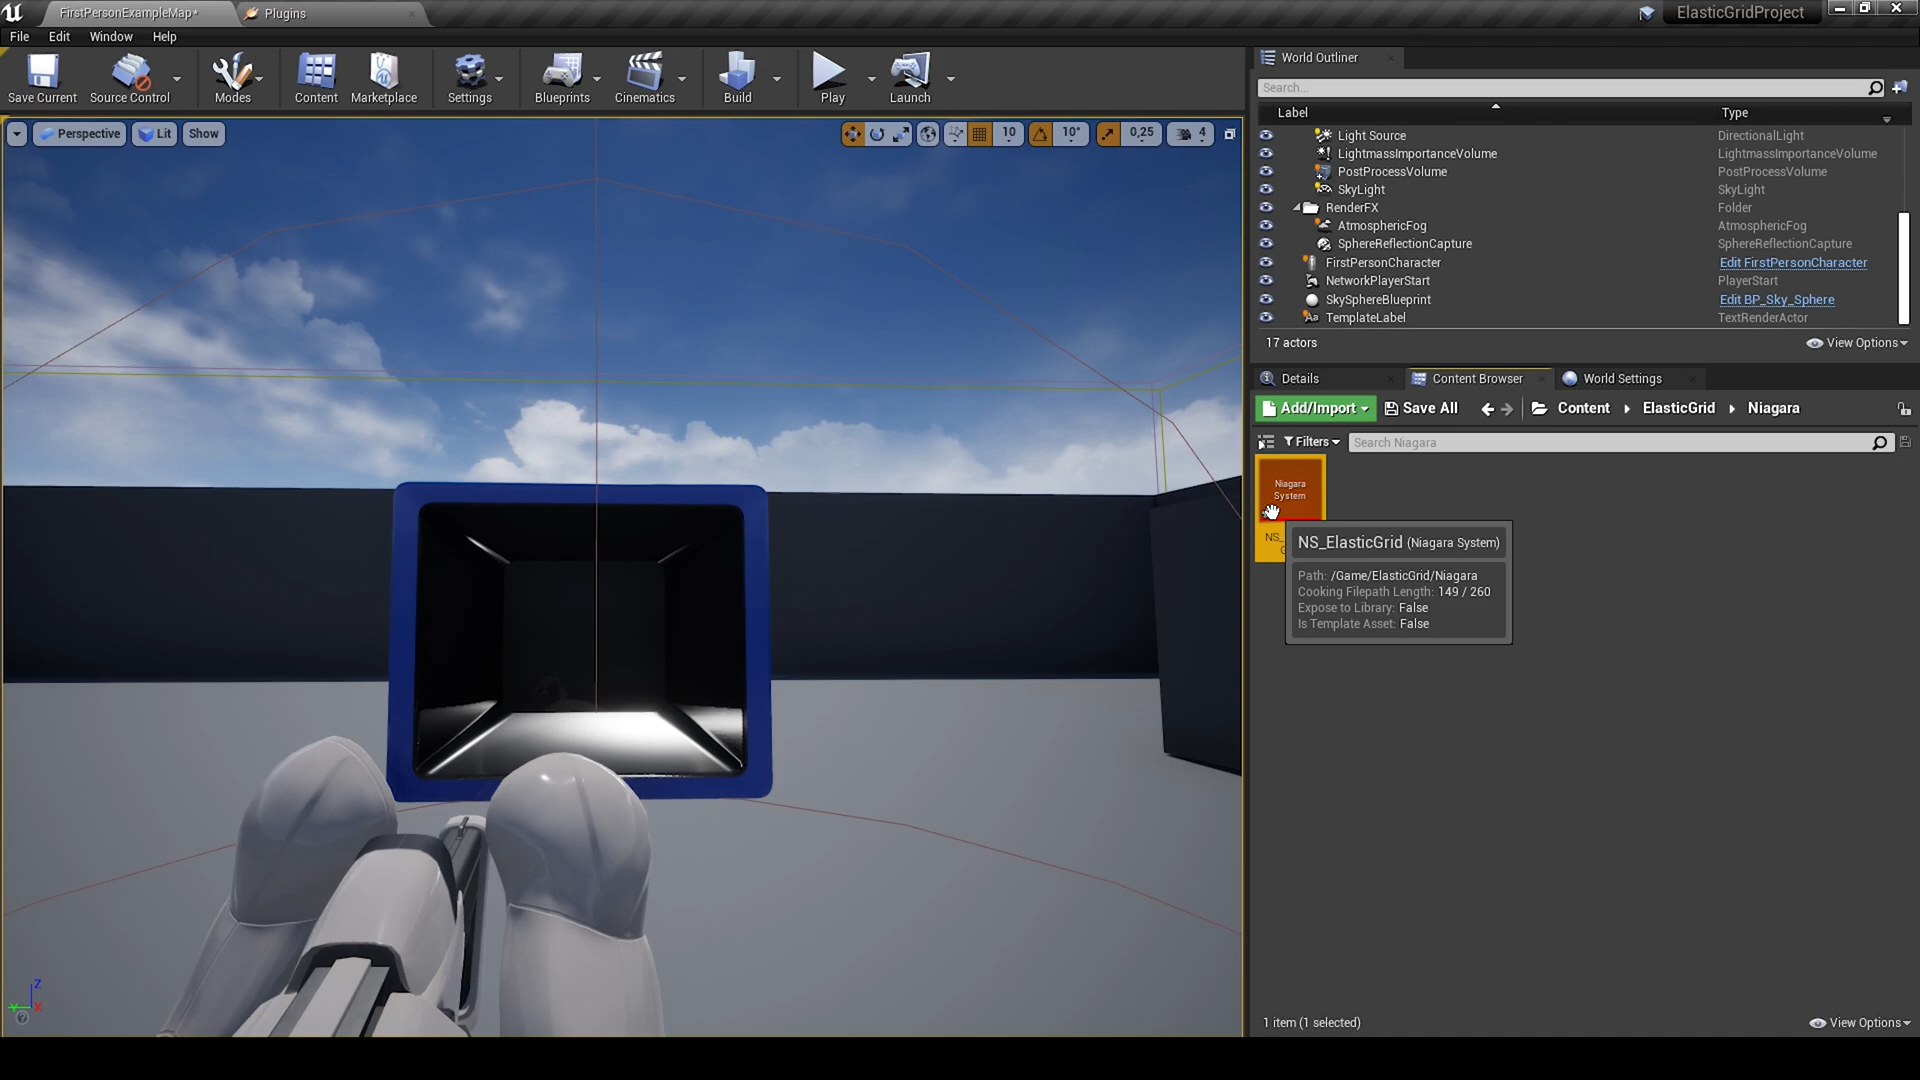 FirstPersonExampleMap*
Plugins
ElasticGridProject
File Edit Window Help
Save Current Source Control Modes Content Marketplace Settings Blueprints Cinematics Build Play Launch
Perspective Lit Show
10 10° 0,25 4
World Outliner
Search...
Label Type
Light Source DirectionalLight
LightmassImportanceVolume LightmassImportanceVolume
PostProcessVolume PostProcessVolume
SkyLight SkyLight
RenderFX Folder
AtmosphericFog AtmosphericFog
SphereReflectionCapture SphereReflectionCapture
FirstPersonCharacter Edit FirstPersonCharacter
NetworkPlayerStart PlayerStart
SkySphereBlueprint Edit BP_Sky_Sphere
TemplateLabel TextRenderActor
17 actors View Options
Details Content Browser World Settings
Add/Import Save All Content ElasticGrid Niagara
Filters Search Niagara
Niagara
System
NS_
NS_ElasticGrid (Niagara System)
Path: /Game/ElasticGrid/Niagara
Cooking Filepath Length: 149 / 260
Expose to Library: False
Is Template Asset: False
Z
1 item (1 selected) View Options